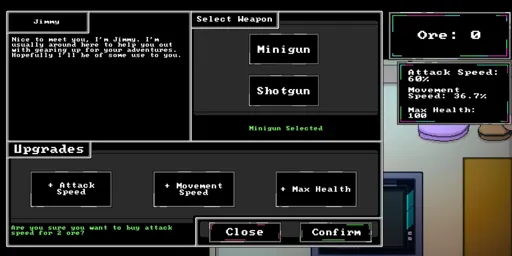 Jimmy
Nice to meet you, I'm Jimmy. I'm
usually around here to help you out
with gearing up for your adventures.
Hopefully I'll be of some use to you.
Select Weapon
Minigun
Shotgun
Minigun Selected
Ore: 0
Attack Speed:
60%
Movement
Speed: 36.7%
Max Health:
100
Upgrades
+ Attack
Speed
+ Movement
Speed
+ Max Health
Are you sure you want to buy attack
speed for 2 ore?
Close
Confirm